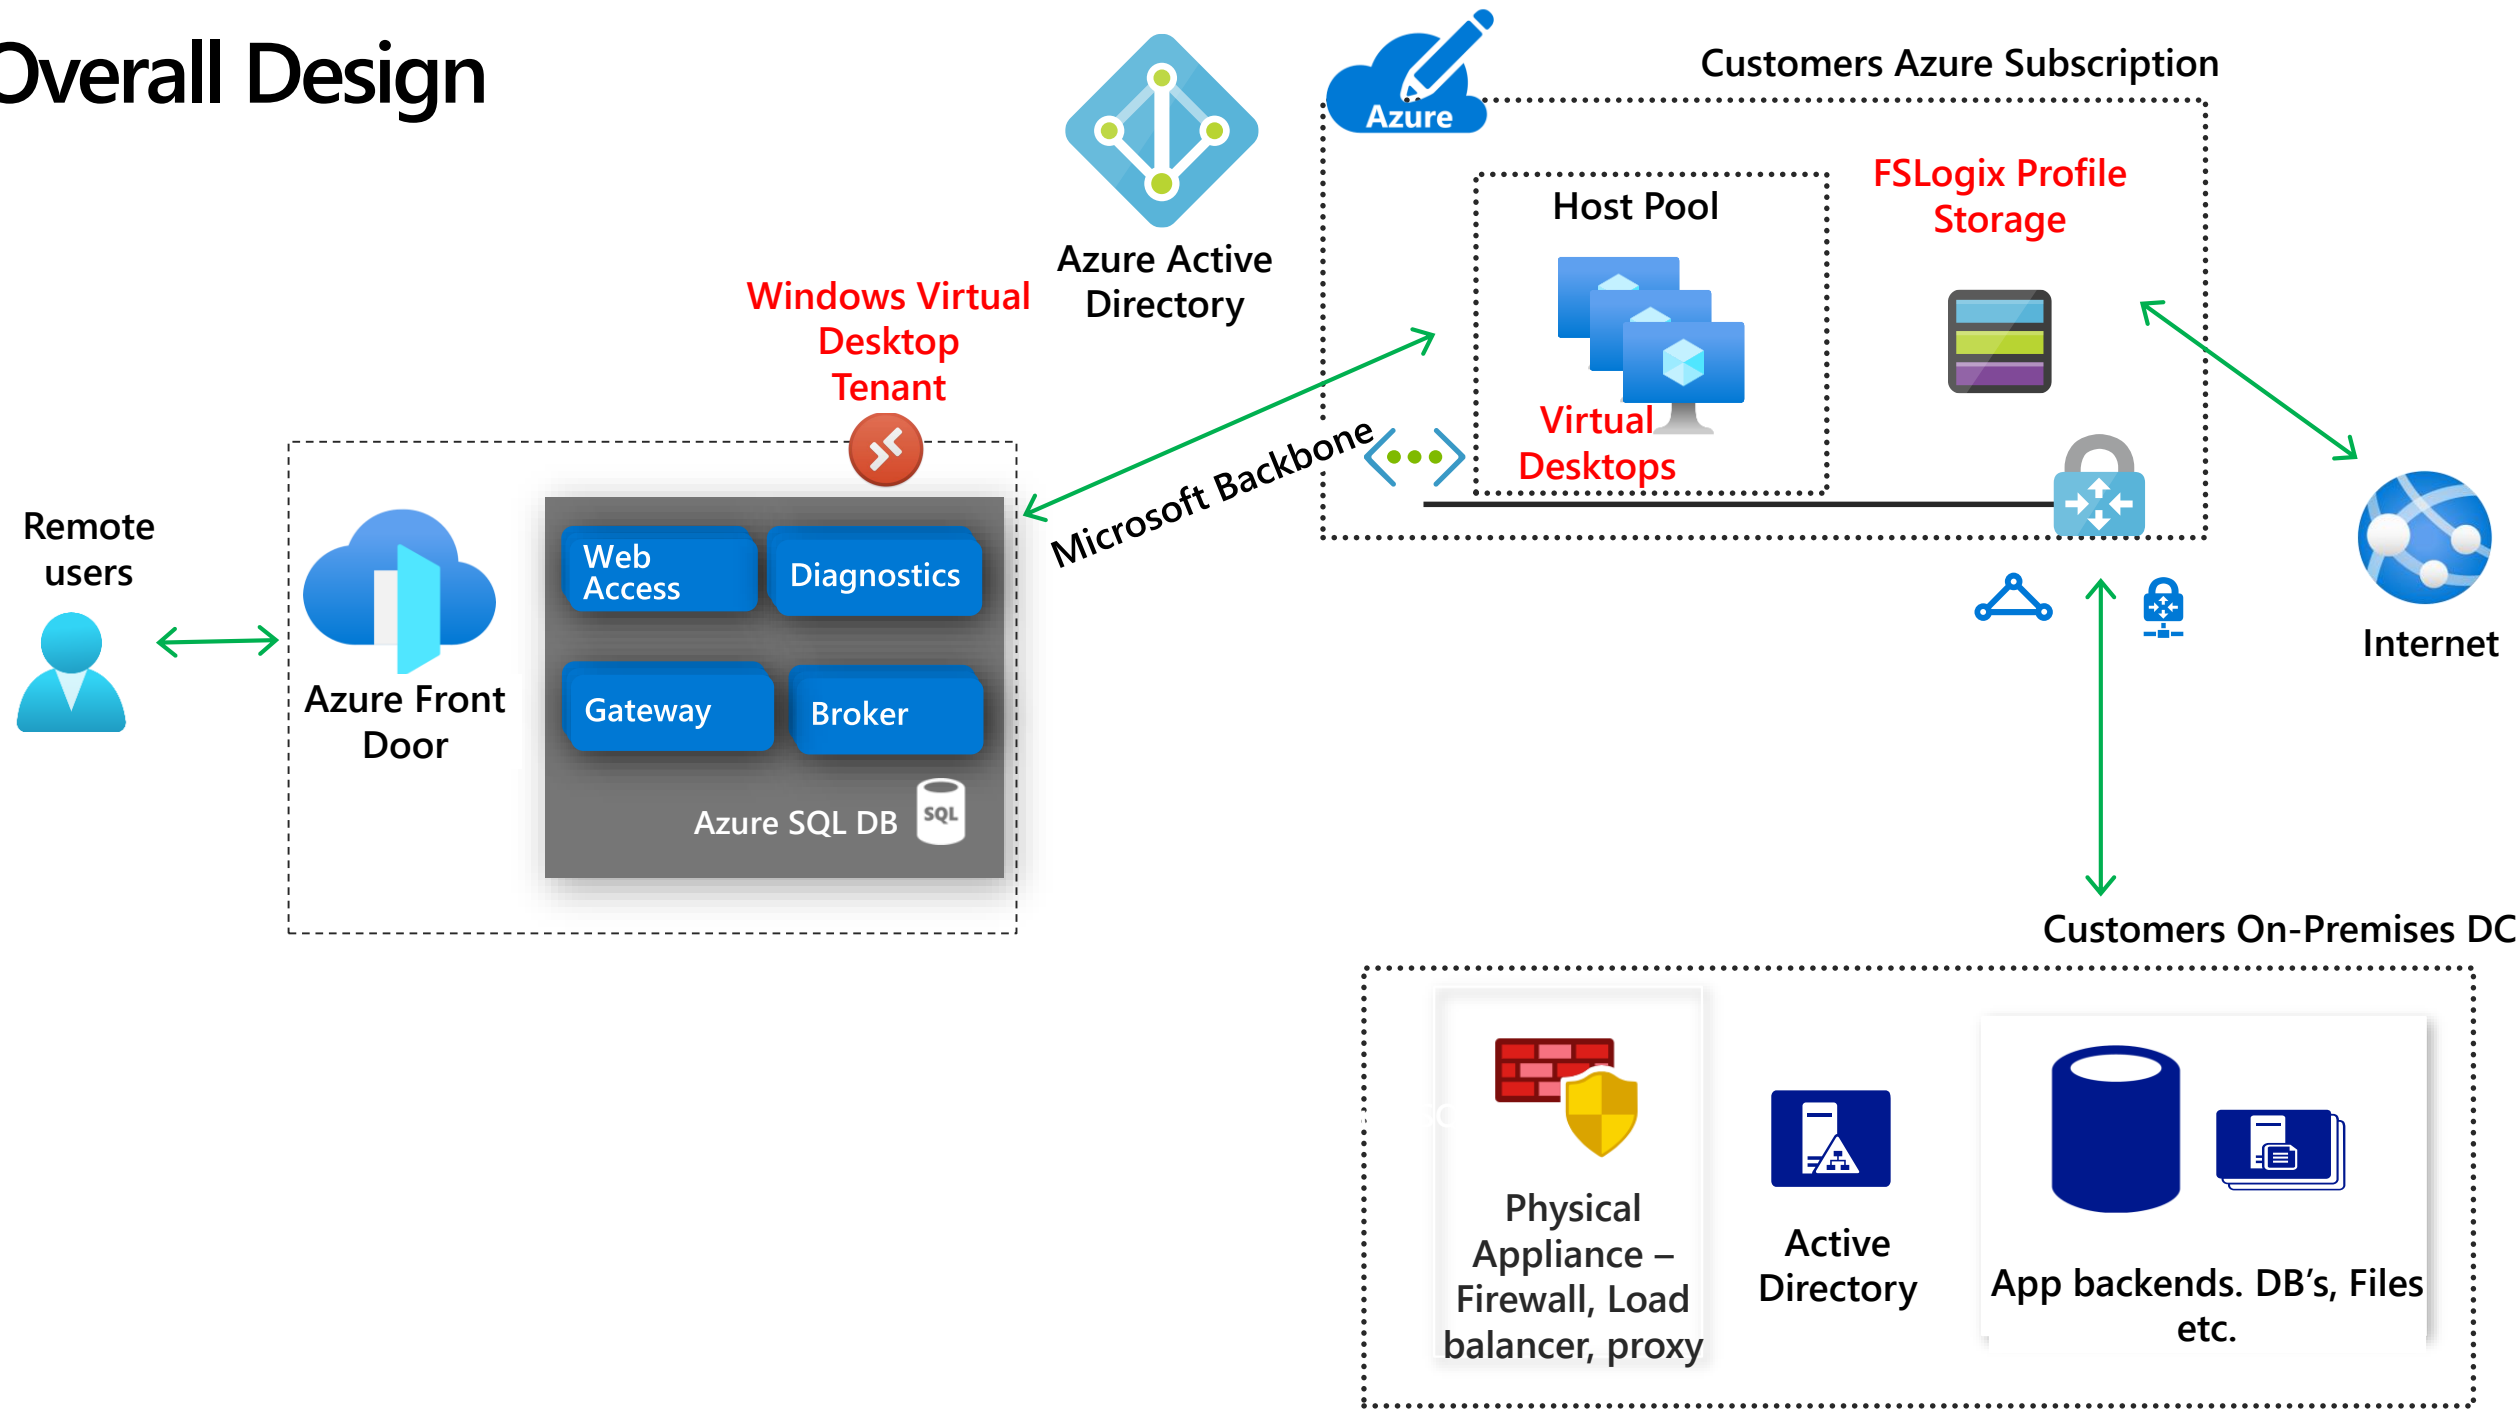 Overall Design
Azure
Customers Azure Subscription
Host Pool
FSLogix Profile
Storage
Azure Active
Directory
Windows Virtual
Desktop
Tenant
Virtual
Desktops
Microsoft Backbone
Remote
users
Web
Access
Diagnostics
Gateway
Broker
Azure SQL DB
SQL
Azure Front
Door
Internet
Customers On-Premises DC
Physical
Appliance –
Firewall, Load
balancer, proxy
Active
Directory
App backends. DB’s, Files
etc.